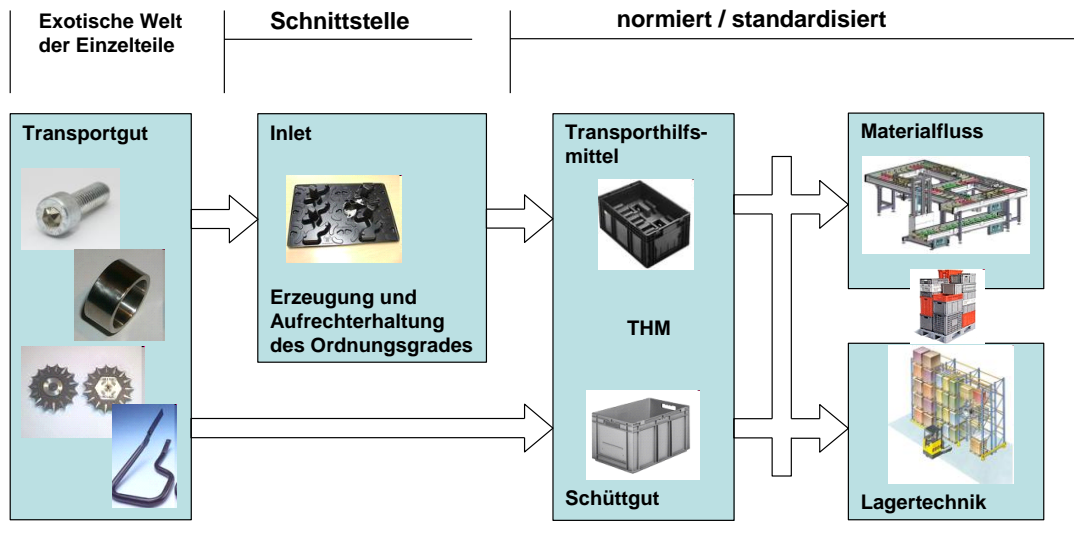 Exotische Welt
der Einzelteile
Schnittstelle
normiert / standardisiert
Transportgut
Inlet
Erzeugung und
Aufrechterhaltung
des Ordnungsgrades
Transporthilfs-
mittel
THM
Schüttgut
Materialfluss
Lagertechnik